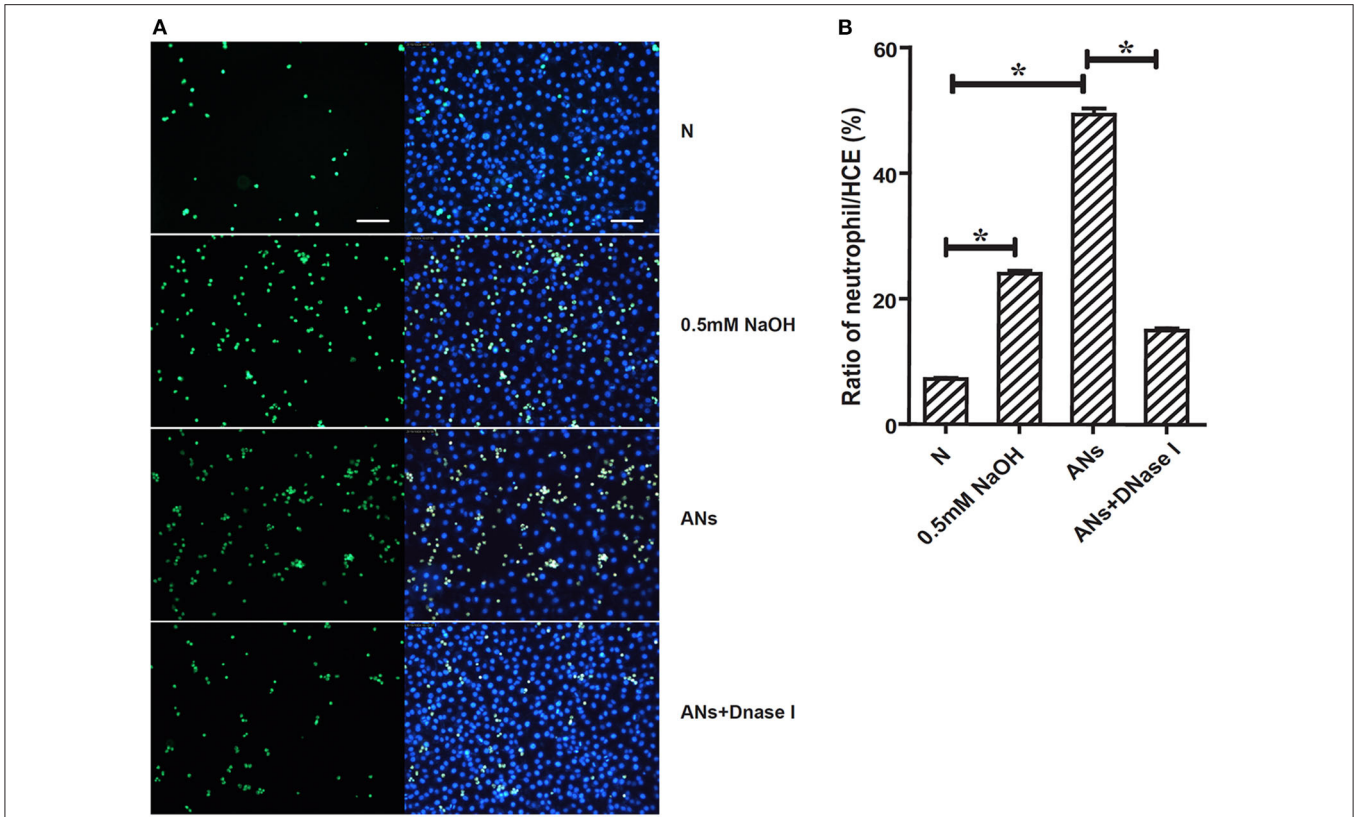 A
N
0.5mM NaOH
ANs
ANs+Dnase I
B
Ratio of neutrophil/HCE (%)
60
40
20
0
*
*
*
N
0.5mM NaOH
ANs
ANs+DNase I